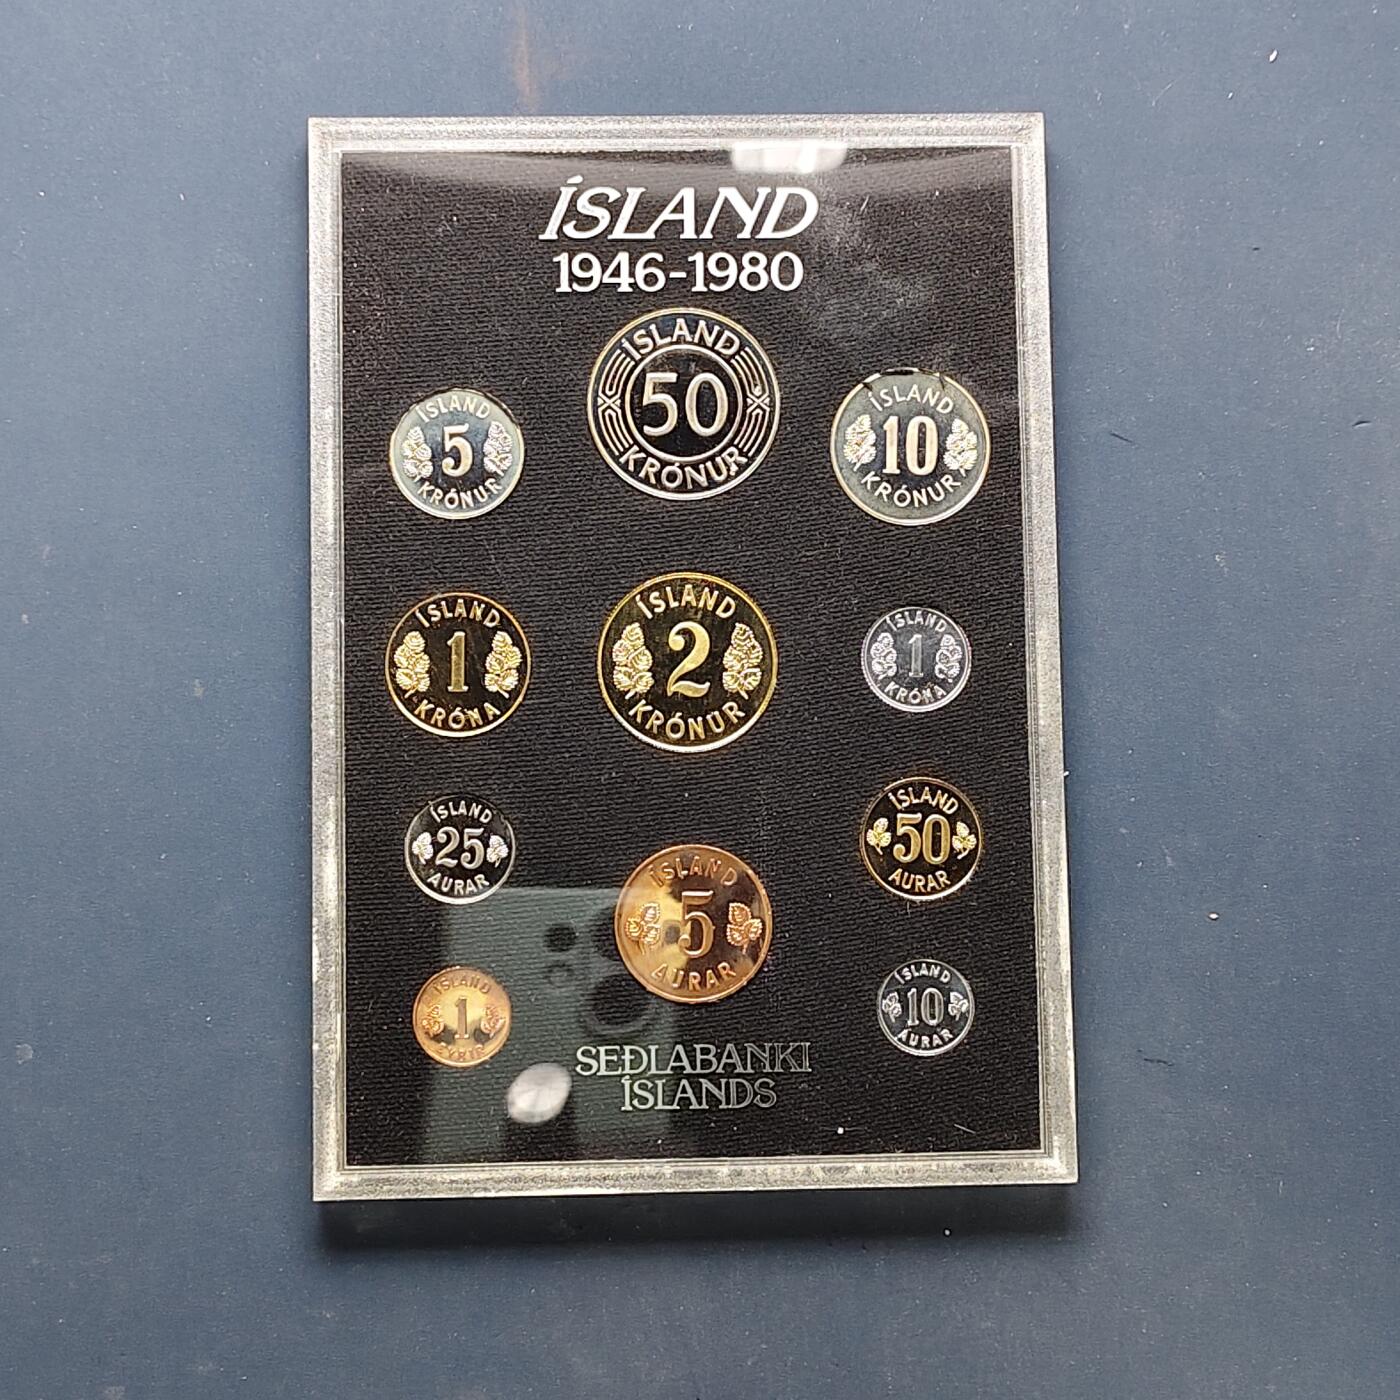 ÍSLAND
1946-1980
ÍSLAND
50
KRÓNUR
ÍSLAND
5
KRÓNUR
ÍSLAND
10
KRÓNUR
ÍSLAND
1
KRÓNA
ÍSLAND
2
KRÓNUR
ÍSLAND
1
KRÓNA
ÍSLAND
25
AURAR
ÍSLAND
5
AURAR
ÍSLAND
50
AURAR
ÍSLAND
1
EYRIR
ÍSLAND
10
AURAR
SEÐLABANKI
ÍSLANDS